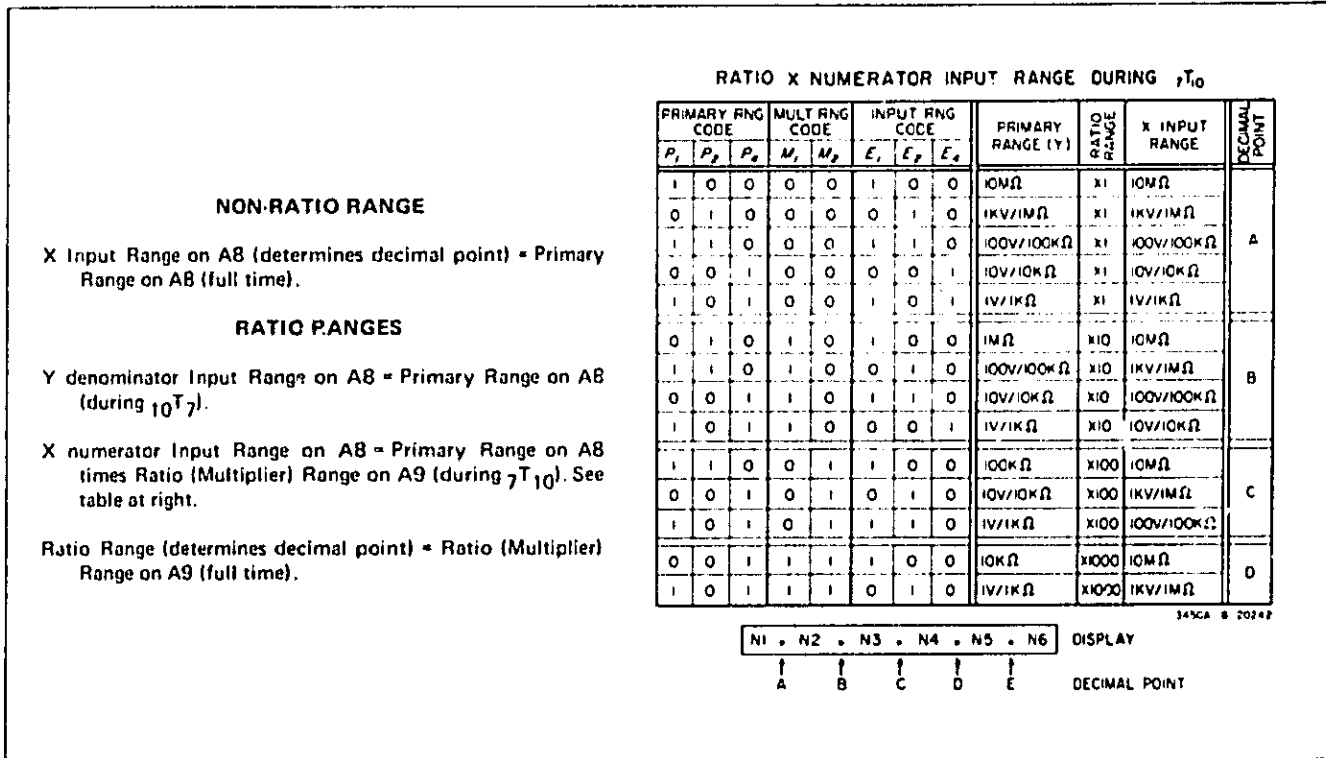 NON-RATIO RANGE
X Input Range on A8 (determines decimal point) = Primary
Range on A8 (full time).
RATIO RANGES
Y denominator Input Range on A8 = Primary Range on A8
(during 10T7).
X numerator Input Range on A8 = Primary Range on A8
times Ratio (Multiplier) Range on A9 (during 7T10). See
table at right.
Ratio Range (determines decimal point) = Ratio (Multiplier)
Range on A9 (full time).
RATIO X NUMERATOR INPUT RANGE DURING 7T10
PRIMARY RNG CODE MULT RNG CODE INPUT RNG CODE PRIMARY RANGE (Y) RATIO RANGE X INPUT RANGE DECIMAL POINT
P1 P2 P4 M1 M2 E1 E2 E4
1 0 0 0 0 1 0 0 10MΩ X1 10MΩ
0 1 0 0 0 0 1 0 1KV/1MΩ X1 1KV/1MΩ
1 1 0 0 0 1 1 0 100V/100KΩ X1 100V/100KΩ A
0 0 1 0 0 0 0 1 10V/10KΩ X1 10V/10KΩ
1 0 1 0 0 1 0 1 1V/1KΩ X1 1V/1KΩ
0 1 0 1 0 1 0 0 1MΩ X10 10MΩ
1 1 0 1 0 0 1 0 100V/100KΩ X10 1KV/1MΩ B
0 0 1 1 0 1 1 0 10V/10KΩ X10 100V/100KΩ
1 0 1 1 0 0 0 1 1V/1KΩ X10 10V/10KΩ
1 1 0 0 1 1 0 0 100KΩ X100 10MΩ
0 0 1 0 1 0 1 0 10V/10KΩ X100 1KV/1MΩ C
1 0 1 0 1 1 1 0 1V/1KΩ X100 100V/100KΩ
0 0 1 1 1 1 0 0 10KΩ X1000 10MΩ D
1 0 1 1 1 0 1 0 1V/1KΩ X1000 1KV/1MΩ
N1 . N2 . N3 . N4 . N5 . N6 DISPLAY
A B C D E DECIMAL POINT